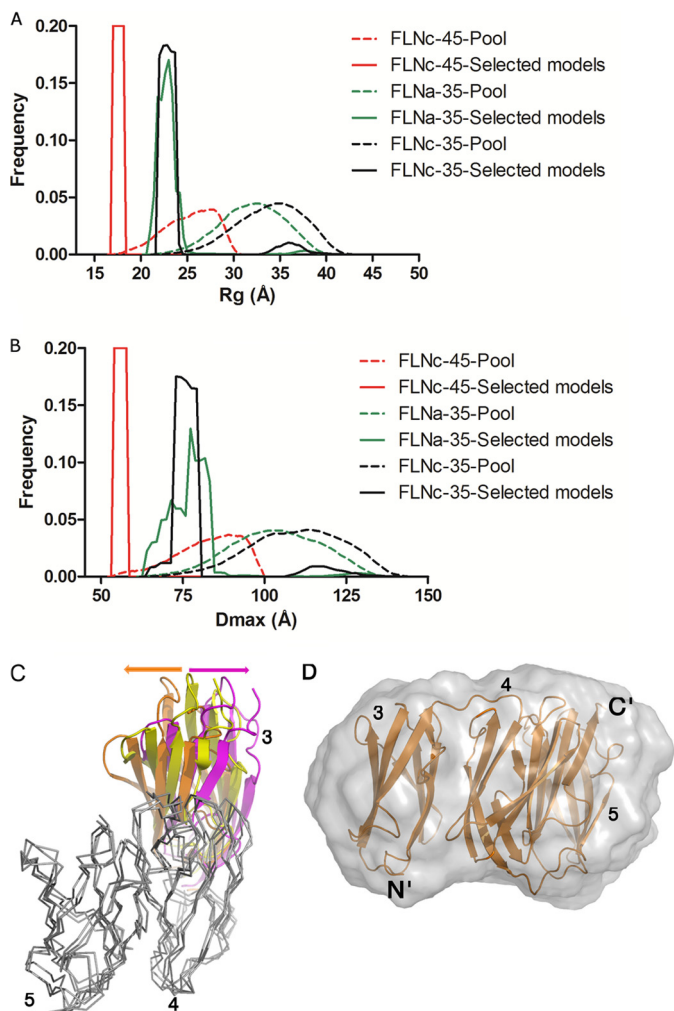 A
0.20
0.15
0.10
0.05
0.00
Frequency
15 20 25 30 35 40 45 50
Rg (Å)
FLNc-45-Pool
FLNc-45-Selected models
FLNa-35-Pool
FLNa-35-Selected models
FLNc-35-Pool
FLNc-35-Selected models
B
0.20
0.15
0.10
0.05
0.00
Frequency
50 75 100 125 150
Dmax (Å)
FLNc-45-Pool
FLNc-45-Selected models
FLNa-35-Pool
FLNa-35-Selected models
FLNc-35-Pool
FLNc-35-Selected models
C
3
5
4
D
3
4
C'
5
N'